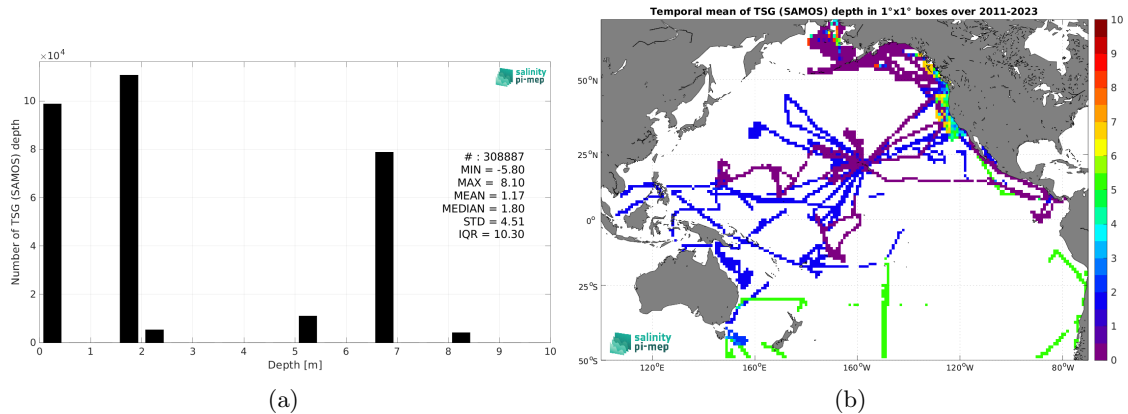 ×10⁴
Number of TSG (SAMOS) depth
10
8
6
4
2
0
0 1 2 3 4 5 6 7 8 9 10
Depth [m]
salinity
pi-mep
# : 308887
MIN = -5.80
MAX = 8.10
MEAN = 1.17
MEDIAN = 1.80
STD = 4.51
IQR = 10.30
(a)
Temporal mean of TSG (SAMOS) depth in 1°x1° boxes over 2011-2023
50°N
25°N
0°
25°S
50°S
120°E 160°E 160°W 120°W 80°W
salinity
pi-mep
10
9
8
7
6
5
4
3
2
1
0
(b)